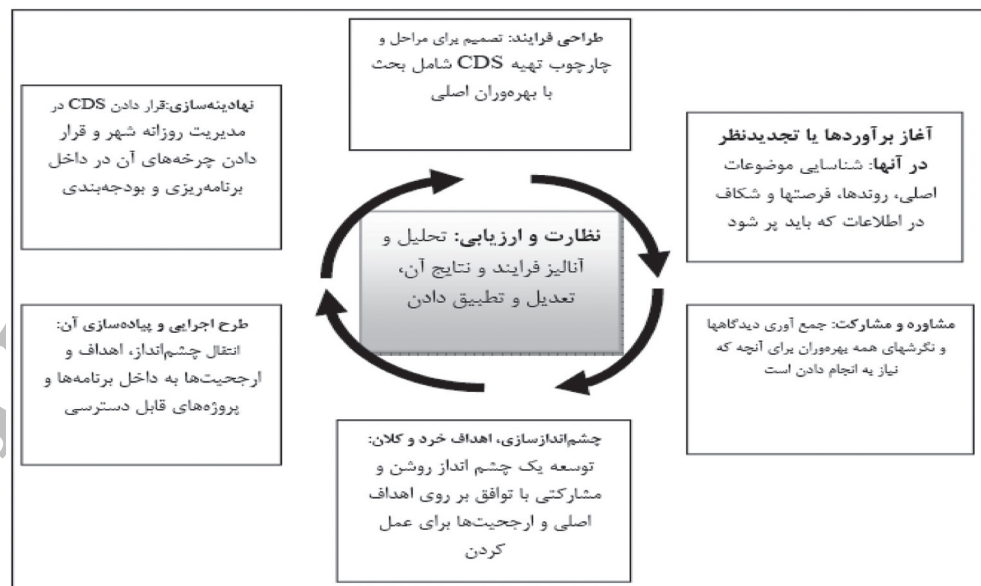 طراحی فرایند: تصمیم برای مراحل و
چارچوب تهیه CDS شامل بحث
با بهره‌وران اصلی
آغاز برآوردها یا تجدیدنظر
در آنها: شناسایی موضوعات
اصلی، روندها، فرصتها و شکاف
در اطلاعات که باید پر شود
مشاوره و مشارکت: جمع آوری دیدگاهها
و نگرشهای همه بهره‌وران برای آنچه که
نیاز به انجام دادن است
چشم‌اندازسازی، اهداف خرد و کلان:
توسعه یک چشم انداز روشن و
مشارکتی با توافق بر روی اهداف
اصلی و ارجحیت‌ها برای عمل
کردن
طرح اجرایی و پیاده‌سازی آن:
انتقال چشم‌انداز، اهداف و
ارجحیت‌ها به داخل برنامه‌ها و
پروژه‌های قابل دسترسی
نهادینه‌سازی:قرار دادن CDS در
مدیریت روزانه شهر و قرار
دادن چرخه‌های آن در داخل
برنامه‌ریزی و بودجه‌بندی
نظارت و ارزیابی: تحلیل و
آنالیز فرایند و نتایج آن،
تعدیل و تطبیق دادن